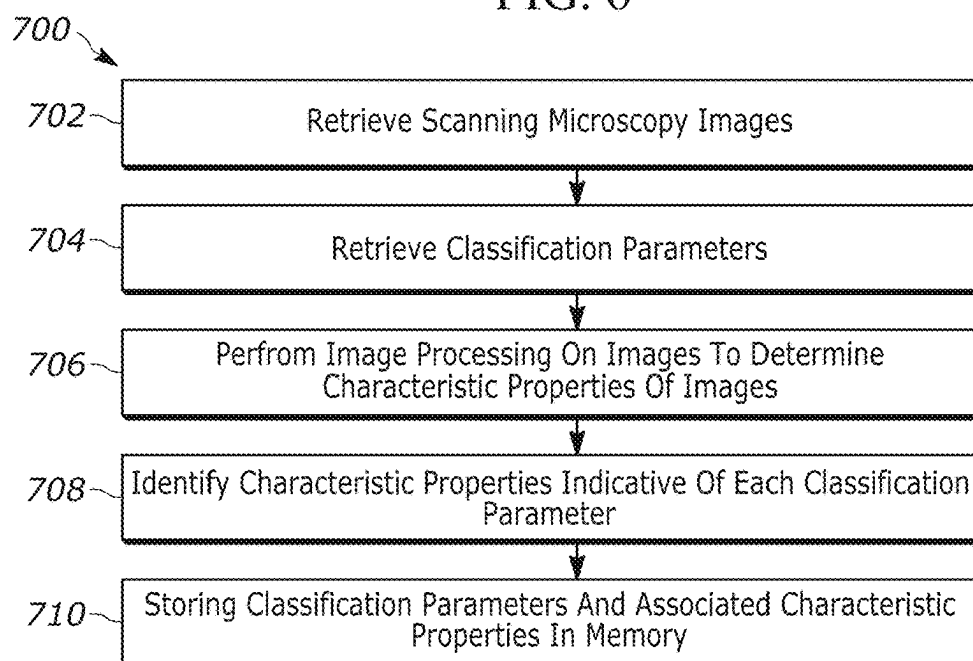 FIG. 6
700
702
Retrieve Scanning Microscopy Images
704
Retrieve Classification Parameters
706
Perfrom Image Processing On Images To Determine
Characteristic Properties Of Images
708
Identify Characteristic Properties Indicative Of Each Classification
Parameter
710
Storing Classification Parameters And Associated Characteristic
Properties In Memory